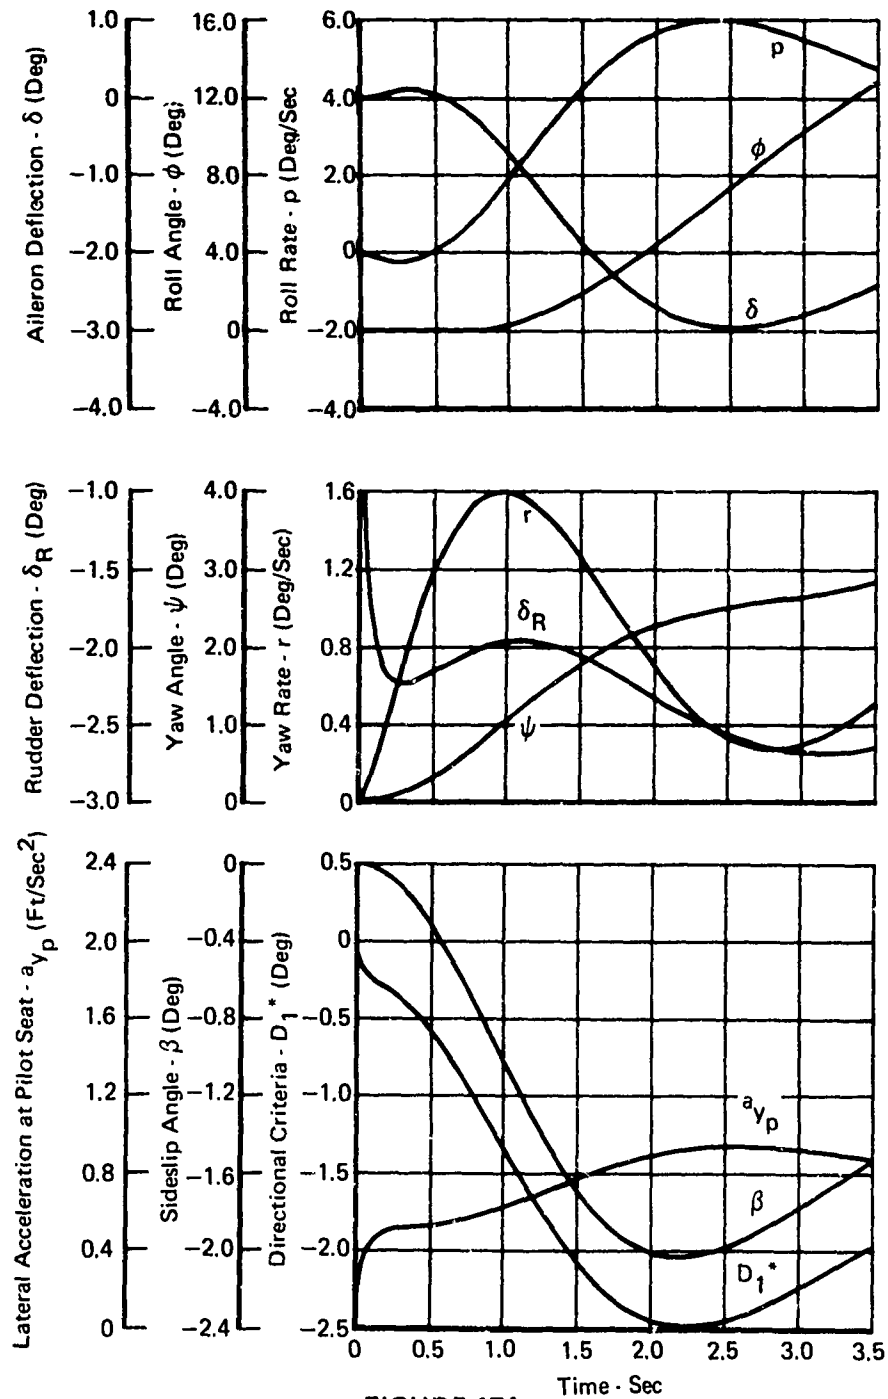 Aileron Deflection - δ (Deg)
1.0
0
−1.0
−2.0
−3.0
−4.0
Roll Angle - ϕ (Deg)
16.0
12.0
8.0
4.0
0
−4.0
Roll Rate - p (Deg/Sec
6.0
4.0
2.0
0
−2.0
−4.0
p
ϕ
δ
Rudder Deflection - δR (Deg)
−1.0
−1.5
−2.0
−2.5
−3.0
Yaw Angle - ψ (Deg)
4.0
3.0
2.0
1.0
0
Yaw Rate - r (Deg/Sec)
1.6
1.2
0.8
0.4
0
r
δR
ψ
Lateral Acceleration at Pilot Seat - ayp (Ft/Sec2)
2.4
2.0
1.6
1.2
0.8
0.4
0
Sideslip Angle - β (Deg)
0
−0.4
−0.8
−1.2
−1.6
−2.0
−2.4
Directional Criteria - D1* (Deg)
0.5
0
−0.5
−1.0
−1.5
−2.0
−2.5
ayp
β
D1*
0 0.5 1.0 1.5 2.0 2.5 3.0 3.5
Time - Sec